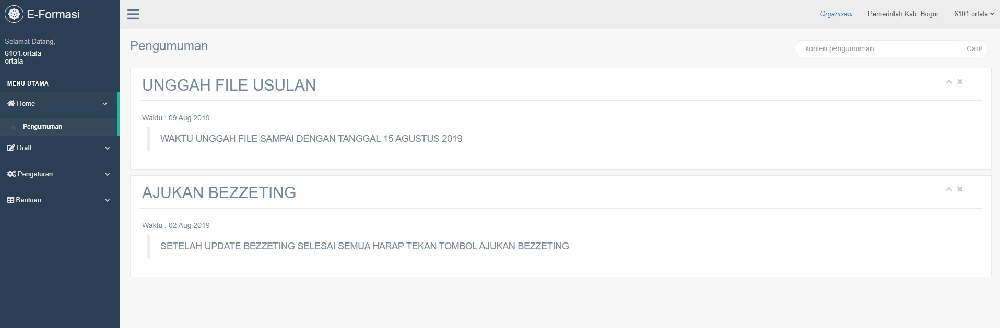 E-Formasi
Organisasi
Pemerintah Kab. Bogor
6101.ortala
Selamat Datang,
6101.ortala
ortala
MENU UTAMA
Home
Pengumuman
Draft
Pengaturan
Bantuan
Pengumuman
konten pengumuman..
Cari!
UNGGAH FILE USULAN
Waktu : 09 Aug 2019
WAKTU UNGGAH FILE SAMPAI DENGAN TANGGAL 15 AGUSTUS 2019
AJUKAN BEZZETING
Waktu : 02 Aug 2019
SETELAH UPDATE BEZZETING SELESAI SEMUA HARAP TEKAN TOMBOL AJUKAN BEZZETING